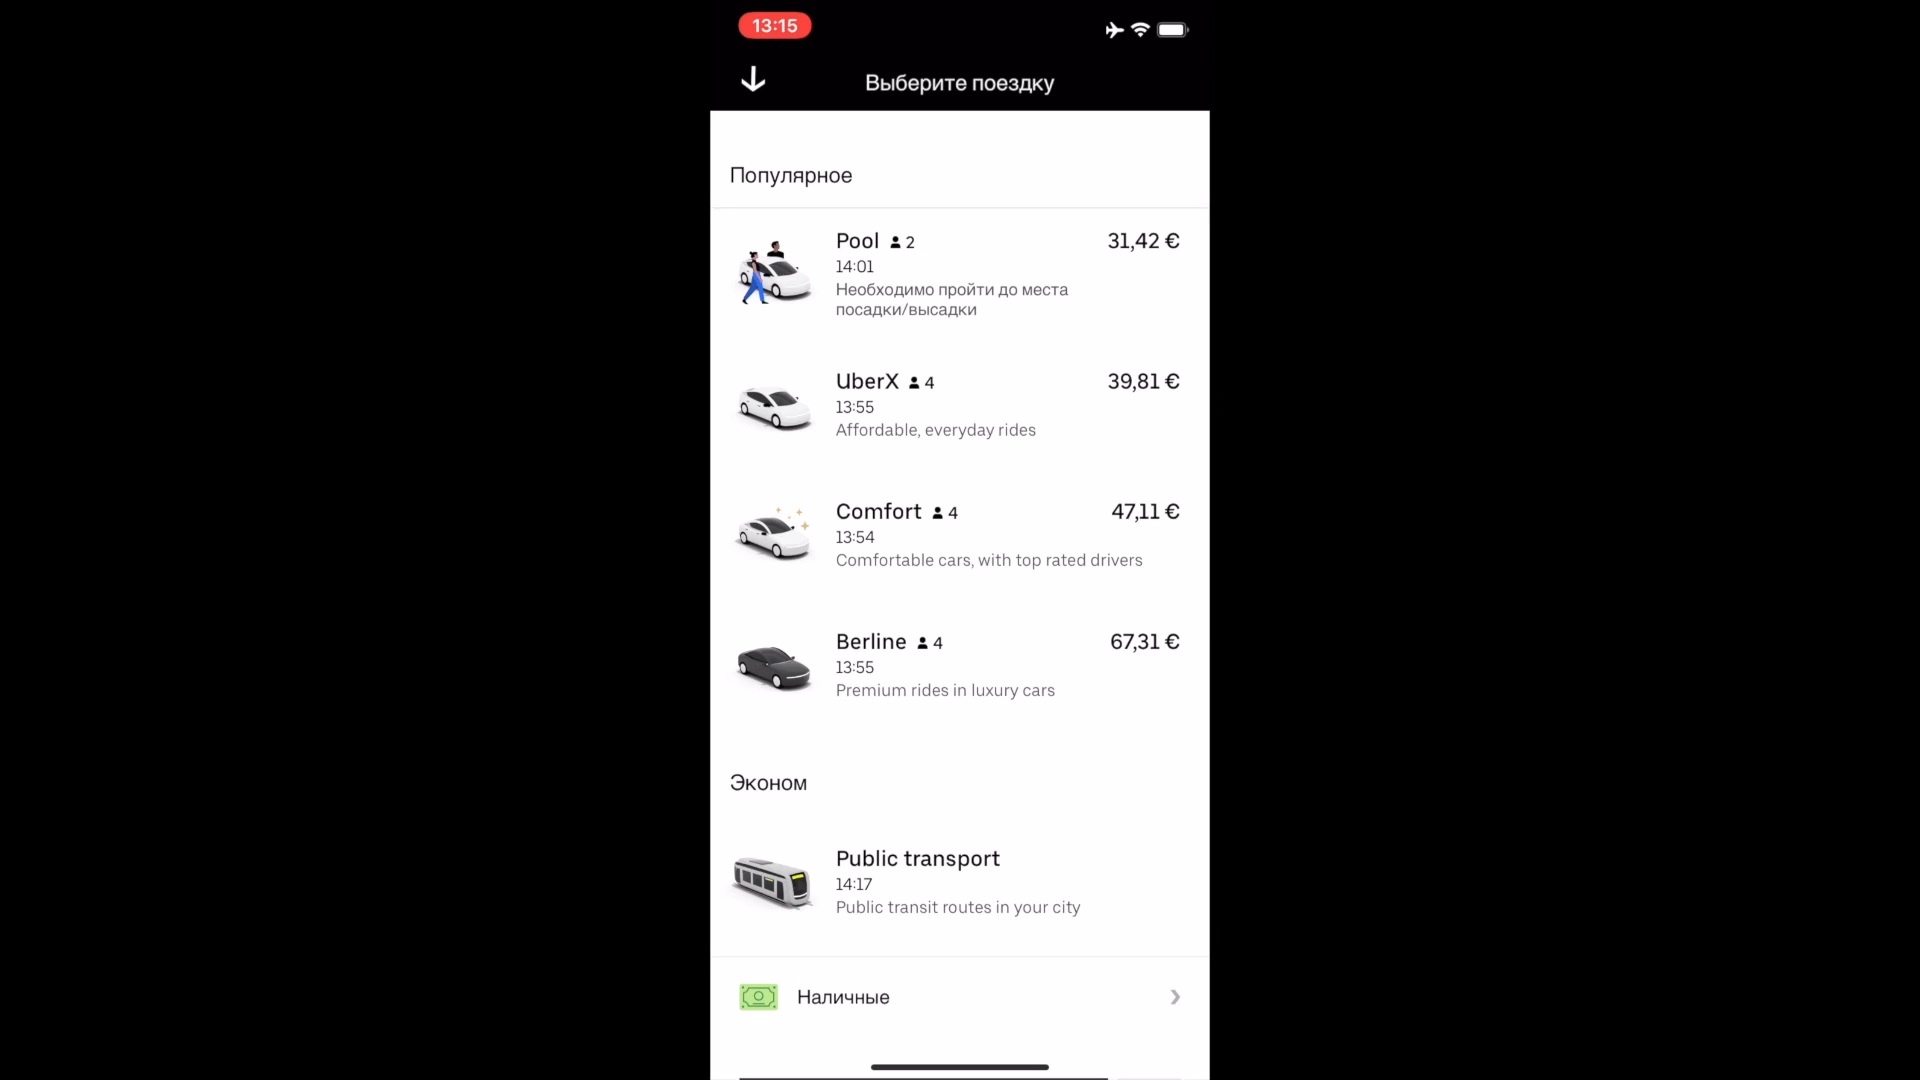 13:15
Выберите поездку
Популярное
Pool 2 31,42 €
14:01
Необходимо пройти до места
посадки/высадки
UberX 4 39,81 €
13:55
Affordable, everyday rides
Comfort 4 47,11 €
13:54
Comfortable cars, with top rated drivers
Berline 4 67,31 €
13:55
Premium rides in luxury cars
Эконом
Public transport
14:17
Public transit routes in your city
Наличные